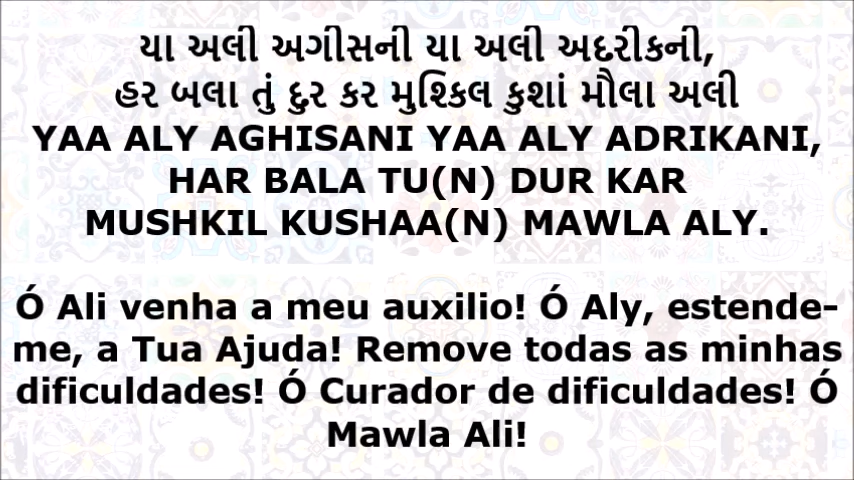 યા અલી અગીસની યા અલી અદરીકની,
હર બલા તું દુર કર મુશ્કિલ કુશાં મૌલા અલી
YAA ALY AGHISANI YAA ALY ADRIKANI,
HAR BALA TU(N) DUR KAR
MUSHKIL KUSHAA(N) MAWLA ALY.
Ó Ali venha a meu auxilio! Ó Aly, estende-
me, a Tua Ajuda! Remove todas as minhas
dificuldades! Ó Curador de dificuldades! Ó
Mawla Ali!